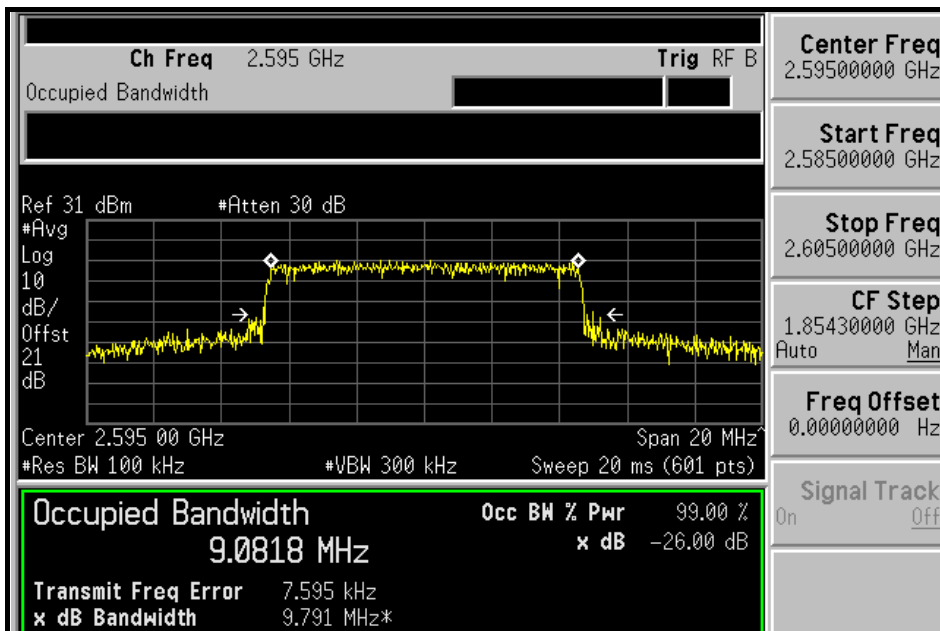 Ch Freq 2.595 GHz Trig RF B
Occupied Bandwidth
Ref 31 dBm #Atten 30 dB
#Avg
Log
10
dB/
Offst
21
dB
Center 2.595 00 GHz Span 20 MHz^
#Res BW 100 kHz #VBW 300 kHz Sweep 20 ms (601 pts)
Occupied Bandwidth Occ BW % Pwr 99.00 %
9.0818 MHz x dB -26.00 dB
Transmit Freq Error 7.595 kHz
x dB Bandwidth 9.791 MHz*
Center Freq
2.59500000 GHz
Start Freq
2.58500000 GHz
Stop Freq
2.60500000 GHz
CF Step
1.85430000 GHz
Auto Man
Freq Offset
0.00000000 Hz
Signal Track
On Off